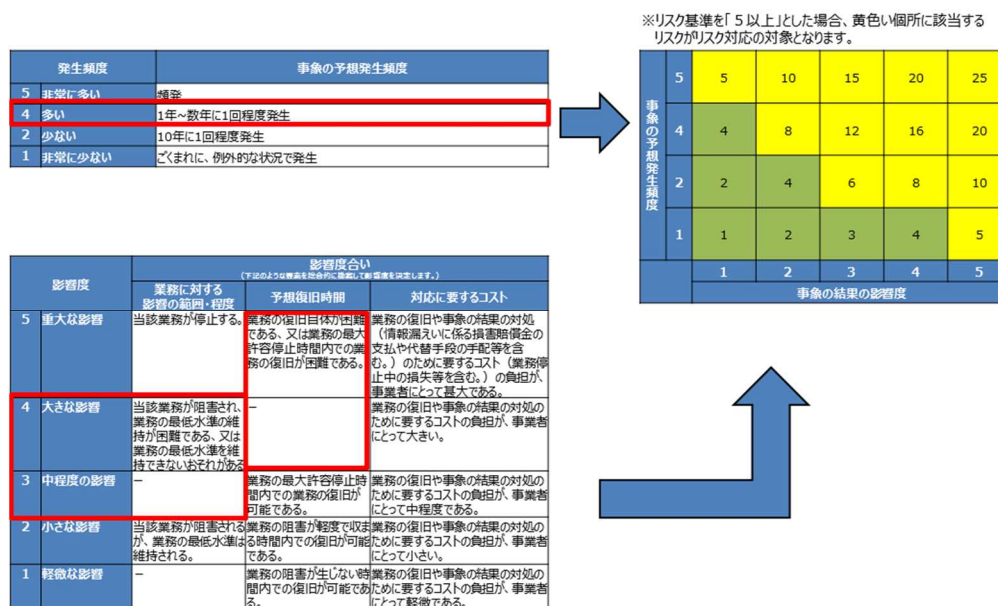 ※リスク基準を「５以上」とした場合、黄色い個所に該当する
リスクがリスク対応の対象となります。
発生頻度 事象の予想発生頻度
5 非常に多い 頻発
4 多い 1年~数年に1回程度発生
2 少ない 10年に1回程度発生
1 非常に少ない ごくまれに、例外的な状況で発生
事象の予想発生頻度
5 5 10 15 20 25
4 4 8 12 16 20
2 2 4 6 8 10
1 1 2 3 4 5
1 2 3 4 5
事象の結果の影響度
影響度
影響度合い
(下記のような要素を総合的に勘案して影響度を決定します。)
業務に対する
影響の範囲・程度
予想復旧時間
対応に要するコスト
5 重大な影響
当該業務が停止する。
業務の復旧自体が困難
である、又は業務の最大
許容停止時間内での業
務の復旧が困難である。
業務の復旧や事象の結果の対処
（情報漏えいに係る損害賠償金の
支払や代替手段の手配等を含
む。）のために要するコスト（業務停
止中の損失等を含む。）の負担が、
事業者にとって甚大である。
4 大きな影響
当該業務が阻害され、
業務の最低水準の維
持が困難である、又は
業務の最低水準を維
持できないおそれがある
－
業務の復旧や事象の結果の対処の
ために要するコストの負担が、事業者
にとって大きい。
3 中程度の影響
－
業務の最大許容停止時
間内での業務の復旧が
可能である。
業務の復旧や事象の結果の対処の
ために要するコストの負担が、事業者
にとって中程度である。
2 小さな影響
当該業務が阻害される
が、業務の最低水準は
維持される。
業務の阻害が軽度で収ま
る時間内での復旧が可能
である。
業務の復旧や事象の結果の対処の
ために要するコストの負担が、事業者
にとって小さい。
1 軽微な影響
－
業務の阻害が生じない時
間内での復旧が可能であ
る。
業務の復旧や事象の結果の対処の
ために要するコストの負担が、事業者
にとって軽微である。